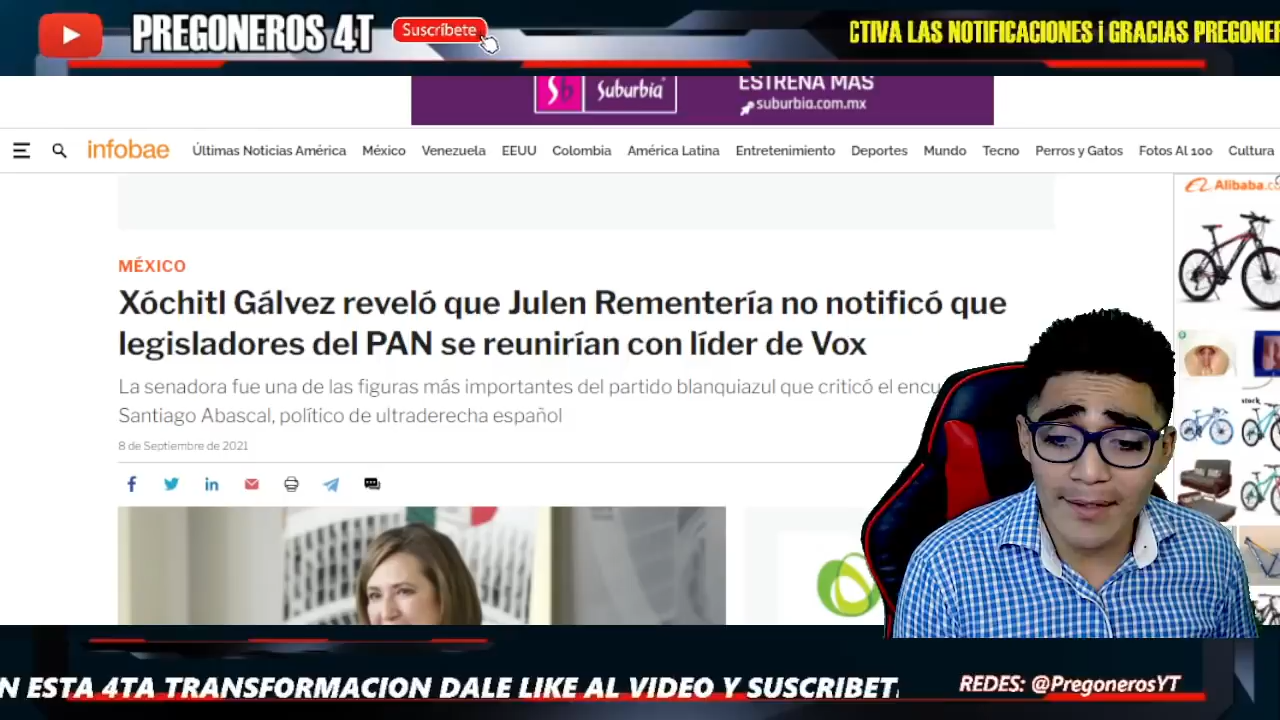 PREGONEROS 4T
Suscríbete
CTIVA LAS NOTIFICACIONES ¡ GRACIAS
Sb Suburbia
ESTRENA MÁS
suburbia.com.mx
infobae
Últimas Noticias América México Venezuela EEUU Colombia América Latina Entretenimiento Deportes Mundo Tecno Perros y Gatos Fotos Al 100 Cultura
Alibaba.c
MÉXICO
Xóchitl Gálvez reveló que Julen Rementería no notificó que
legisladores del PAN se reunirían con líder de Vox
La senadora fue una de las figuras más importantes del partido blanquiazul que criticó el
Santiago Abascal, político de ultraderecha español
8 de Septiembre de 2021
stock
N ESTA 4TA TRANSFORMACION DALE LIKE AL VIDEO Y SUSCRIBET
REDES: @PregonerosYT